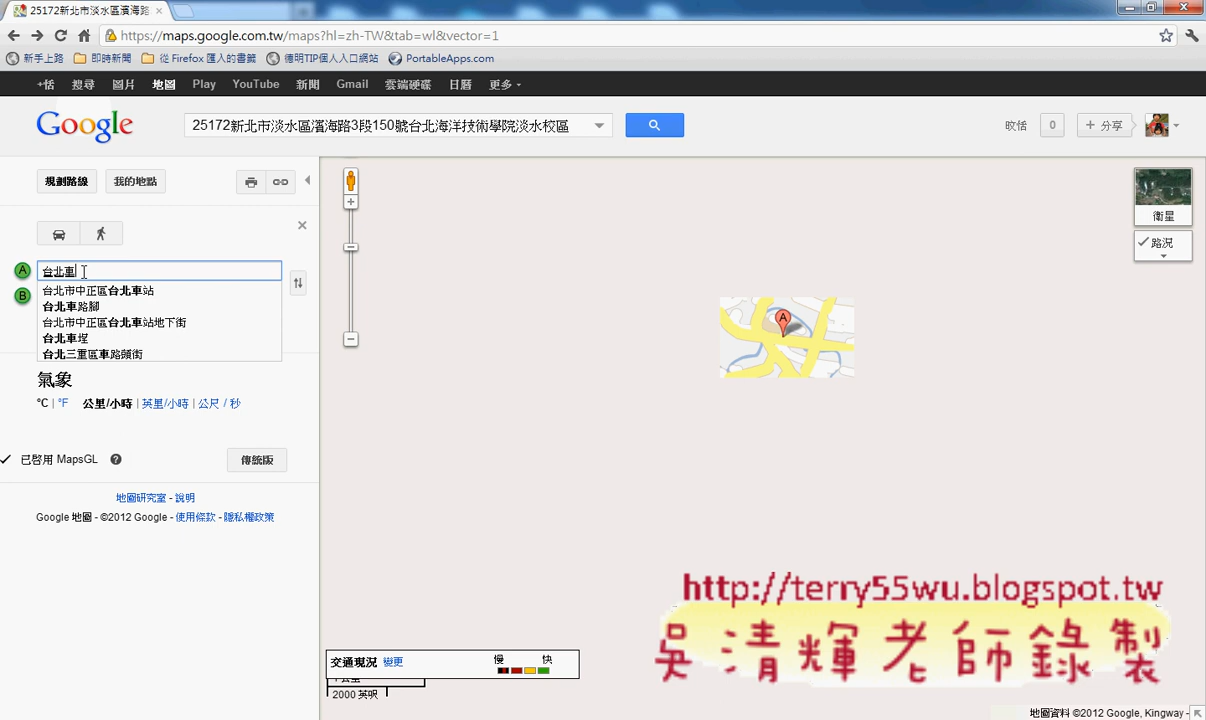 25172新北市淡水區濱海路
https://maps.google.com.tw/maps?hl=zh-TW&tab=wl&vector=1
新手上路 即時新聞 從 Firefox 匯入的書籤 德明TIP個人入口網站 PortableApps.com
+恬 搜尋 圖片 地圖 Play YouTube 新聞 Gmail 雲端硬碟 日曆 更多
Google 25172新北市淡水區濱海路3段150號台北海洋技術學院淡水校區 旼恬 0 + 分享
規劃路線 我的地點
衛星
路況
A 台北車
B 台北市中正區台北車站
台北車路腳
台北市中正區台北車站地下街
台北車埕
台北三重區車路頭街
A
氣象
°C | °F 公里/小時 | 英里/小時 | 公尺 / 秒
已啓用 MapsGL 傳統版
地圖研究室 - 說明
Google 地圖 - ©2012 Google - 使用條款 - 隱私權政策
http://terry55wu.blogspot.tw
吳清輝老師錄製
交通現況 變更 慢 快
2000 英呎
地圖資料 ©2012 Google, Kingway -